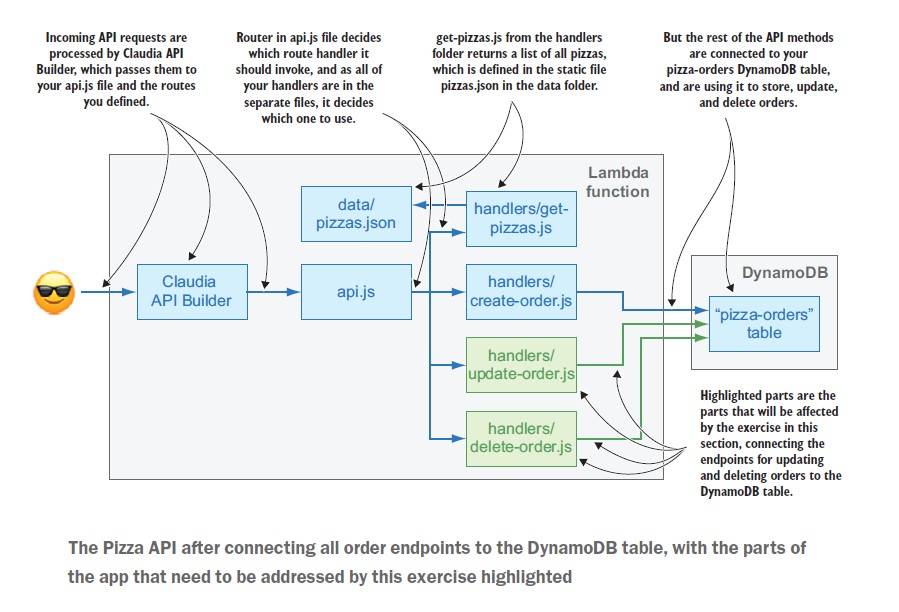 Incoming API requests are
processed by Claudia API
Builder, which passes them to
your api.js file and the routes
you defined.
Router in api.js file decides
which route handler it
should invoke, and as all of
your handlers are in the
separate files, it decides
which one to use.
get-pizzas.js from the handlers
folder returns a list of all pizzas,
which is defined in the static file
pizzas.json in the data folder.
But the rest of the API methods
are connected to your
pizza-orders DynamoDB table,
and are using it to store, update,
and delete orders.
Lambda
function
data/
pizzas.json
handlers/get-
pizzas.js
Claudia
API Builder
api.js
handlers/
create-order.js
handlers/
update-order.js
handlers/
delete-order.js
DynamoDB
“pizza-orders”
table
Highlighted parts are the
parts that will be affected
by the exercise in this
section, connecting the
endpoints for updating
and deleting orders to the
DynamoDB table.
The Pizza API after connecting all order endpoints to the DynamoDB table, with the parts of
the app that need to be addressed by this exercise highlighted